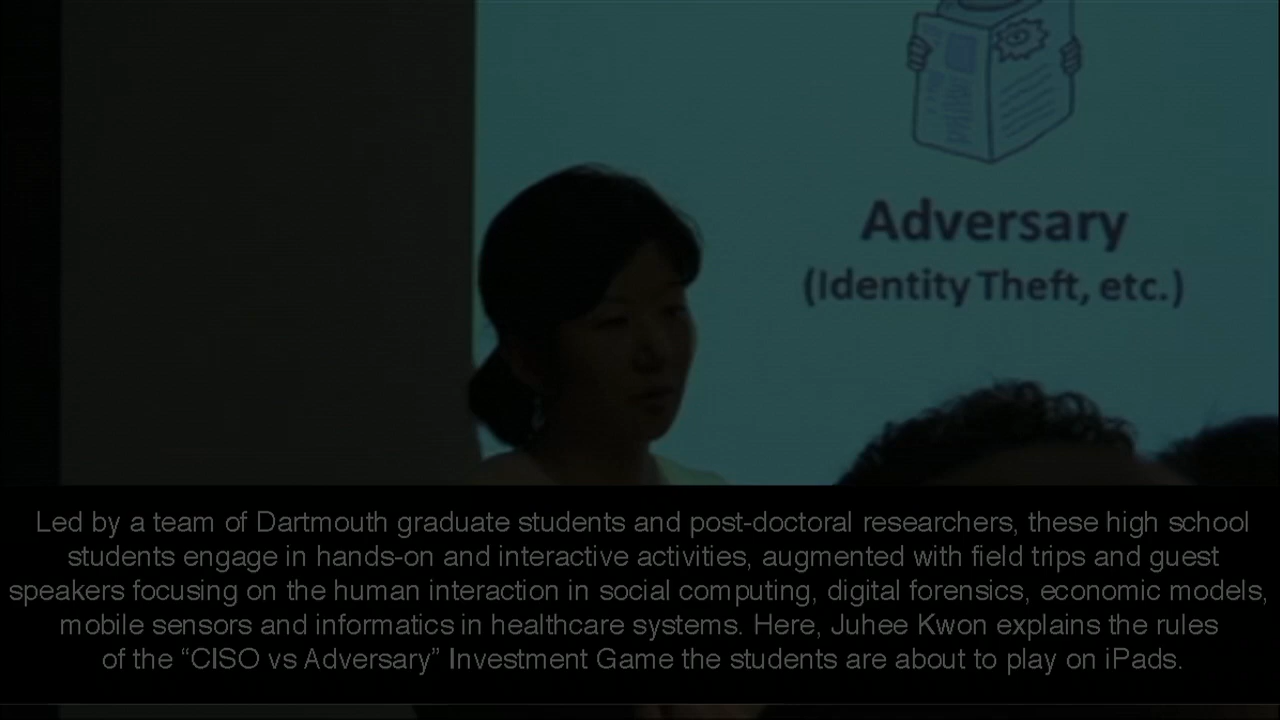 Adversary
(Identity Theft, etc.)
Led by a team of Dartmouth graduate students and post-doctoral researchers, these high school
students engage in hands-on and interactive activities, augmented with field trips and guest
speakers focusing on the human interaction in social computing, digital forensics, economic models,
mobile sensors and informatics in healthcare systems. Here, Juhee Kwon explains the rules
of the “CISO vs Adversary” Investment Game the students are about to play on iPads.